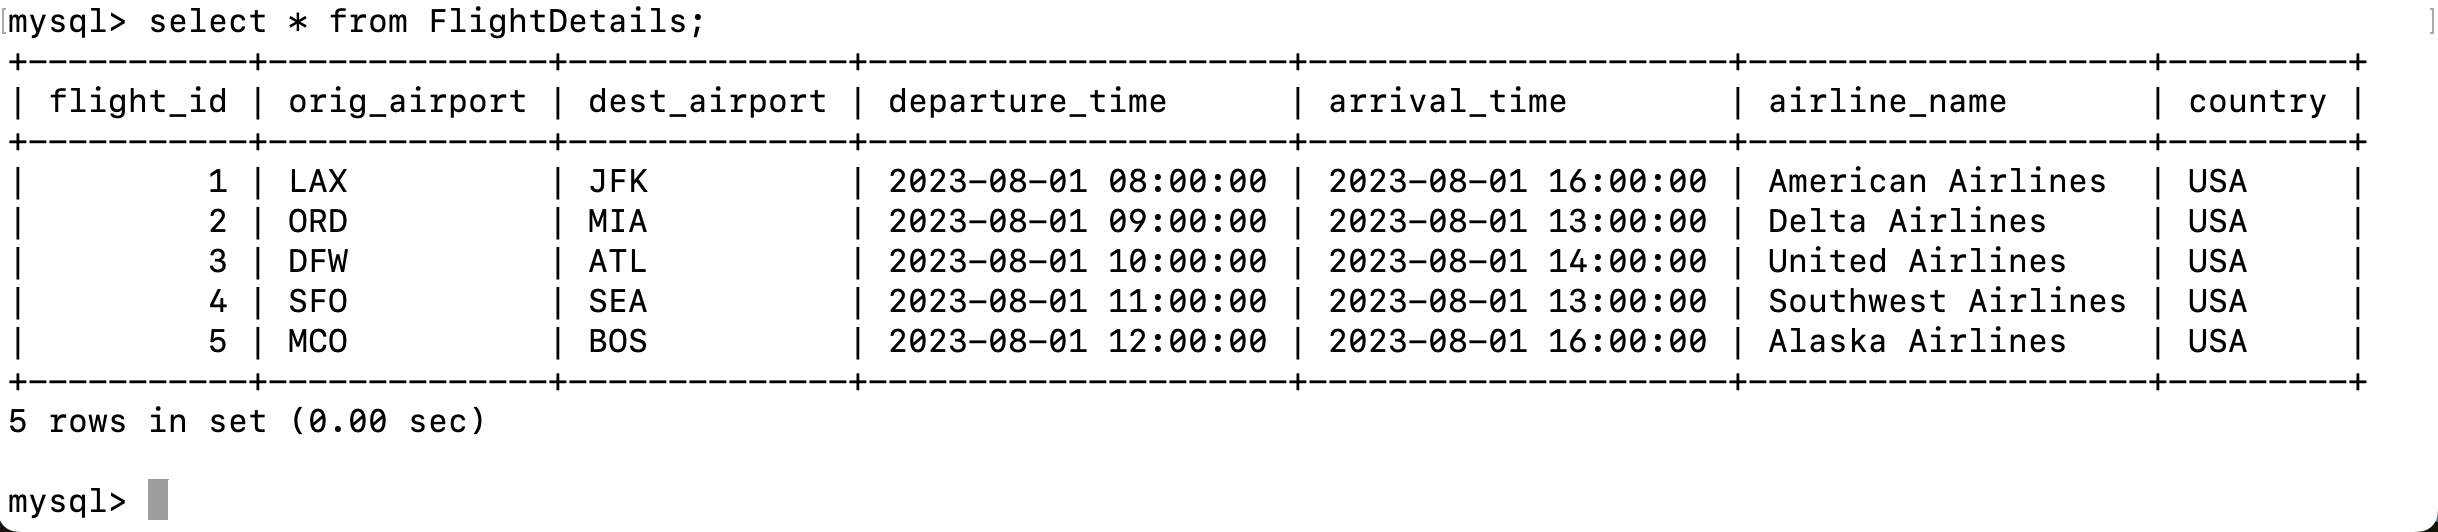 mysql> select * from FlightDetails;
+-----------+--------------+--------------+---------------------+---------------------+--------------------+---------+
| flight_id | orig_airport | dest_airport | departure_time      | arrival_time        | airline_name       | country |
+-----------+--------------+--------------+---------------------+---------------------+--------------------+---------+
|         1 | LAX          | JFK          | 2023-08-01 08:00:00 | 2023-08-01 16:00:00 | American Airlines  | USA     |
|         2 | ORD          | MIA          | 2023-08-01 09:00:00 | 2023-08-01 13:00:00 | Delta Airlines     | USA     |
|         3 | DFW          | ATL          | 2023-08-01 10:00:00 | 2023-08-01 14:00:00 | United Airlines    | USA     |
|         4 | SFO          | SEA          | 2023-08-01 11:00:00 | 2023-08-01 13:00:00 | Southwest Airlines | USA     |
|         5 | MCO          | BOS          | 2023-08-01 12:00:00 | 2023-08-01 16:00:00 | Alaska Airlines    | USA     |
+-----------+--------------+--------------+---------------------+---------------------+--------------------+---------+
5 rows in set (0.00 sec)
mysql>